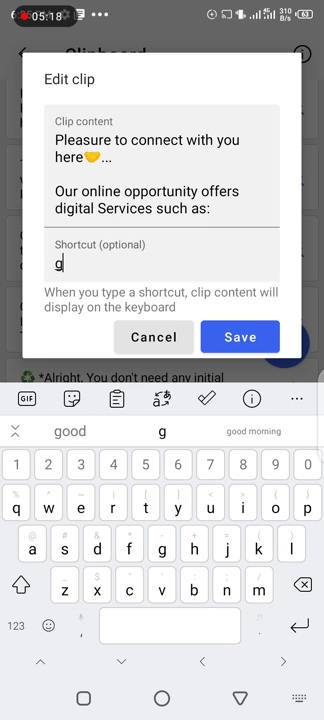 05:18
310
B/s
63
Edit clip
Clip content
Pleasure to connect with you
here🤝...
Our online opportunity offers
digital Services such as:
Shortcut (optional)
g
When you type a shortcut, clip content will
display on the keyboard
Cancel Save
♻ *Alright, You don't need any initial
GIF
good g good morning
1 2 3 4 5 6 7 8 9 0
q w e r t y u i o p
a s d f g h j k l
z x c v b n m
123 , .